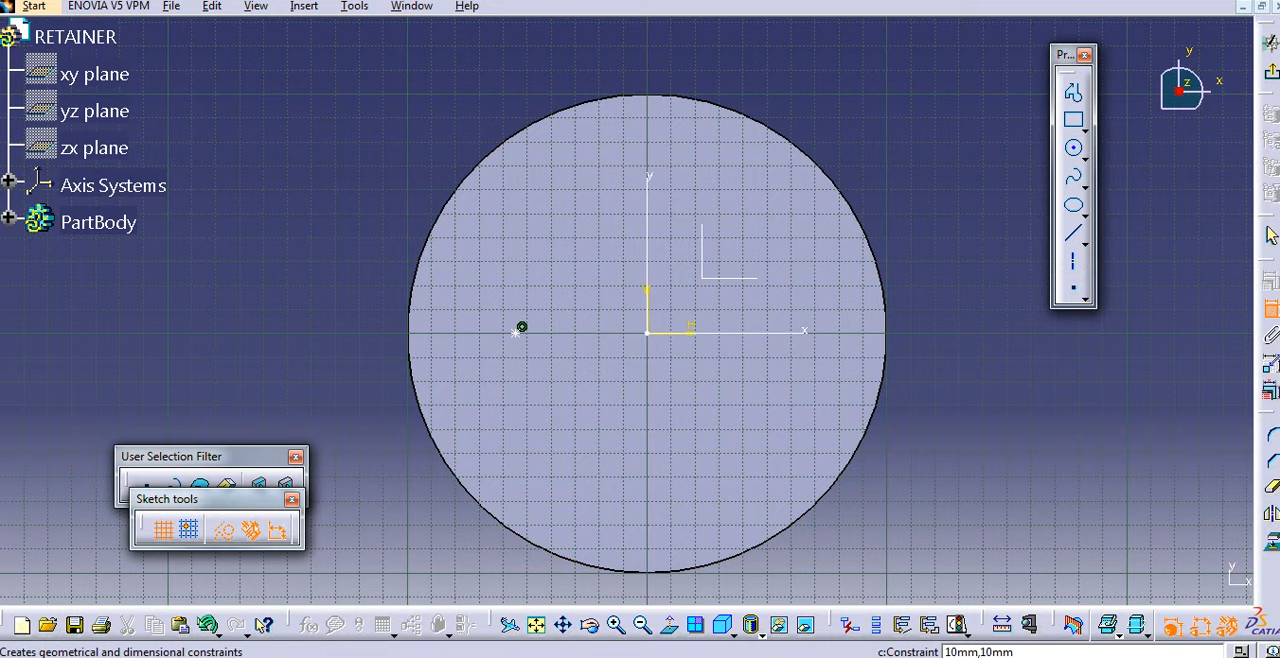 Start ENOVIA V5 VPM File Edit View Insert Tools Window Help
RETAINER
xy plane
yz plane
zx plane
Axis Systems
PartBody
Pr...
y
x
z
y
x
User Selection Filter
Sketch tools
y
x
CATIA
Creates geometrical and dimensional constraints
c:Constraint 10mm,10mm